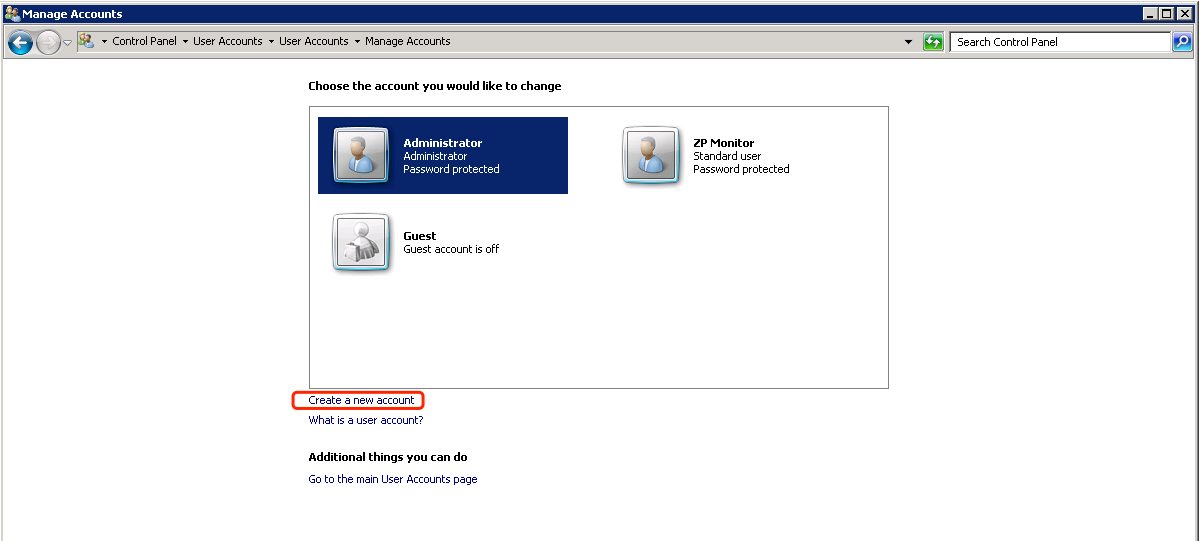 Manage Accounts
Control Panel User Accounts User Accounts Manage Accounts Search Control Panel
Choose the account you would like to change
Administrator
Administrator
Password protected
ZP Monitor
Standard user
Password protected
Guest
Guest account is off
Create a new account
What is a user account?
Additional things you can do
Go to the main User Accounts page